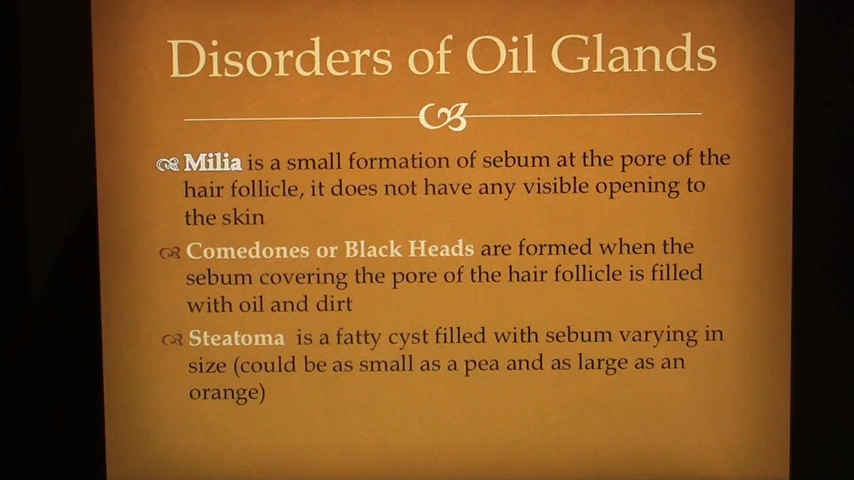 Disorders of Oil Glands
Milia is a small formation of sebum at the pore of the
hair follicle, it does not have any visible opening to
the skin
Comedones or Black Heads are formed when the
sebum covering the pore of the hair follicle is filled
with oil and dirt
Steatoma is a fatty cyst filled with sebum varying in
size (could be as small as a pea and as large as an
orange)